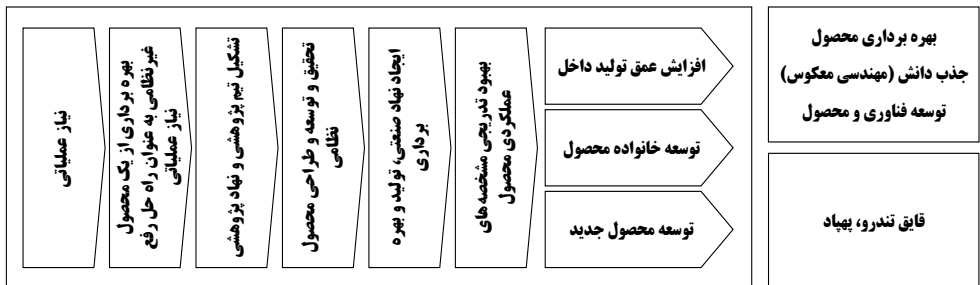 نیاز عملیاتی
بهره برداری از یک محصول
غیرنظامی به عنوان راه حل رفع
نیاز عملیاتی
تشکیل تیم پژوهشی و نهاد پژوهشی
تحقیق و توسعه و طراحی محصول
نظامی
ایجاد نهاد صنعتی، تولید و بهره
برداری
بهبود تدریجی مشخصه های
عملکردی محصول
افزایش عمق تولید داخل
توسعه خانواده محصول
توسعه محصول جدید
بهره برداری محصول
جذب دانش (مهندسی معکوس)
توسعه فناوری و محصول
قایق تندرو، پهپاد